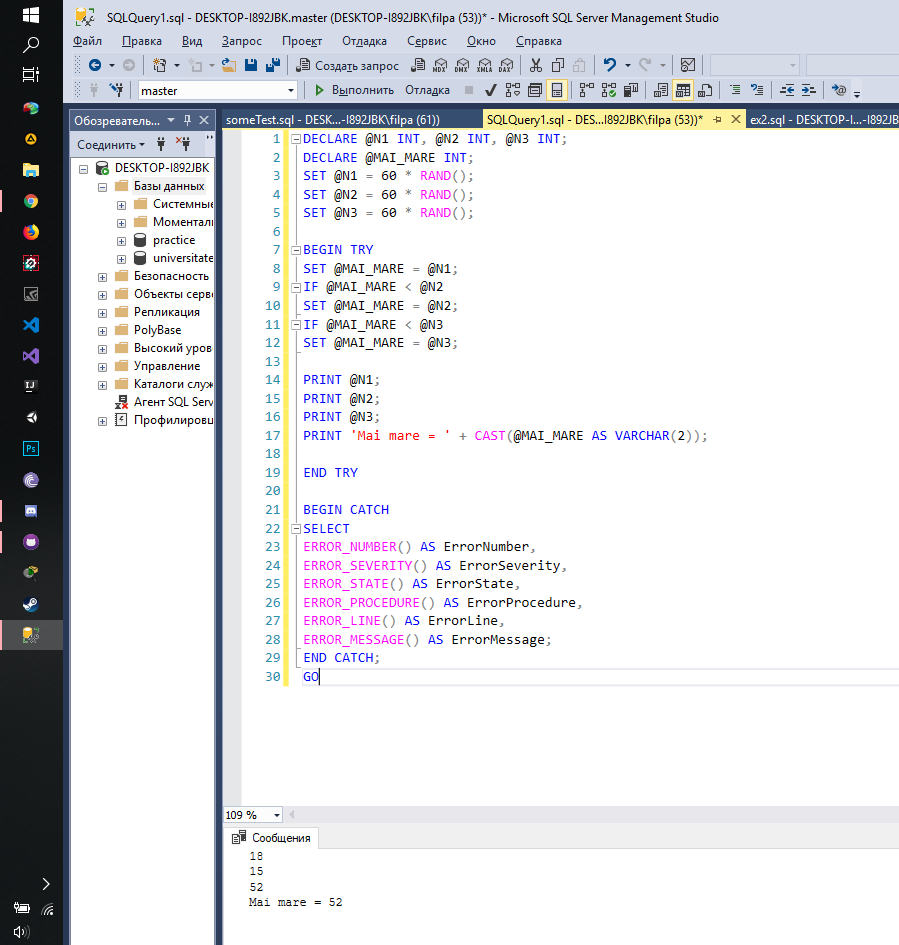 SQLQuery1.sql - DESKTOP-I892JBK.master (DESKTOP-I892JBK\filpa (53))* - Microsoft SQL Server Management Studio
Файл Правка Вид Запрос Проект Отладка Сервис Окно Справка
Создать запрос MDX DMX XMLA DAX
master Выполнить Отладка
Обозреватель...
someTest.sql - DESK...-I892JBK\filpa (61))
SQLQuery1.sql - DES...I892JBK\filpa (53))*
ex2.sql - DESKTOP-I...-I892JB
Соединить
DESKTOP-I892JBK
Базы данных
Системные
Моментал
practice
universitate
Безопасность
Объекты серв
Репликация
PolyBase
Высокий уров
Управление
Каталоги служ
Агент SQL Serv
Профилировщ
1 DECLARE @N1 INT, @N2 INT, @N3 INT;
2 DECLARE @MAI_MARE INT;
3 SET @N1 = 60 * RAND();
4 SET @N2 = 60 * RAND();
5 SET @N3 = 60 * RAND();
6
7 BEGIN TRY
8 SET @MAI_MARE = @N1;
9 IF @MAI_MARE < @N2
10 SET @MAI_MARE = @N2;
11 IF @MAI_MARE < @N3
12 SET @MAI_MARE = @N3;
13
14 PRINT @N1;
15 PRINT @N2;
16 PRINT @N3;
17 PRINT 'Mai mare = ' + CAST(@MAI_MARE AS VARCHAR(2));
18
19 END TRY
20
21 BEGIN CATCH
22 SELECT
23 ERROR_NUMBER() AS ErrorNumber,
24 ERROR_SEVERITY() AS ErrorSeverity,
25 ERROR_STATE() AS ErrorState,
26 ERROR_PROCEDURE() AS ErrorProcedure,
27 ERROR_LINE() AS ErrorLine,
28 ERROR_MESSAGE() AS ErrorMessage;
29 END CATCH;
30 GO
109 %
Сообщения
18
15
52
Mai mare = 52
IJ
Ps